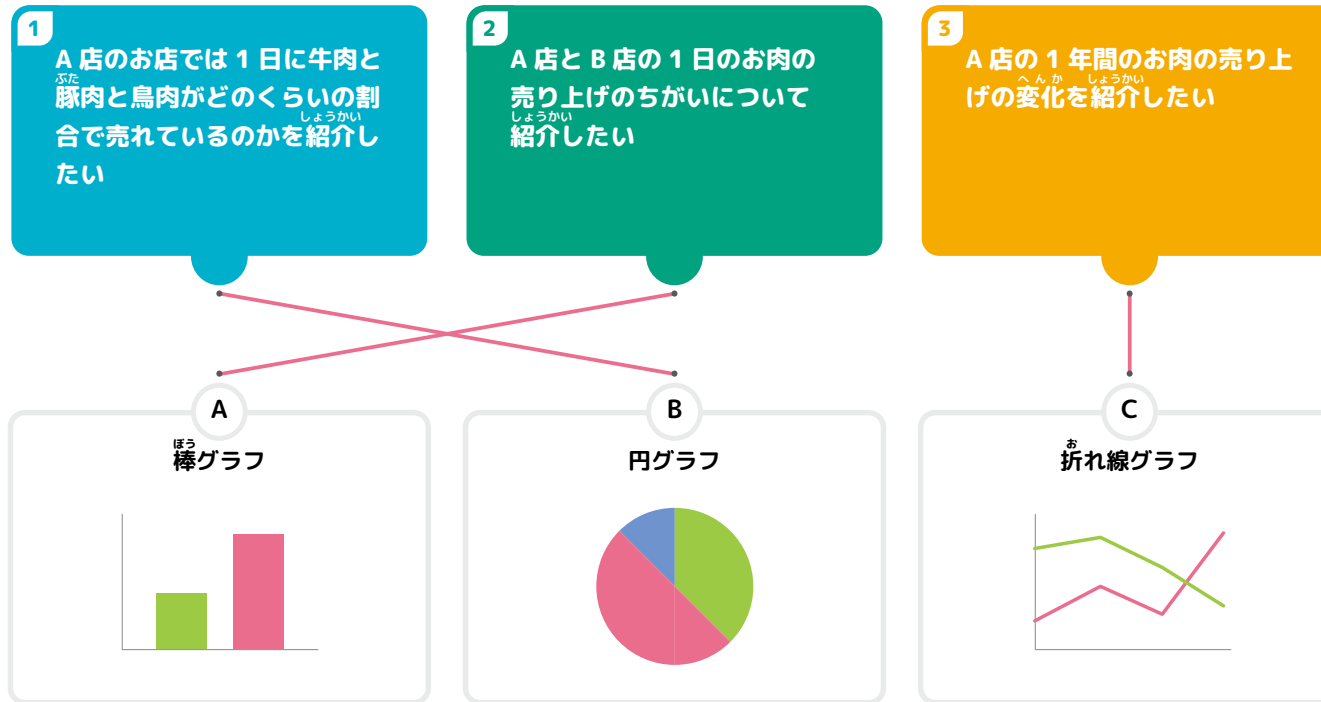 1
A 店のお店では 1 日に牛肉と
ぶた
豚肉と鳥肉がどのくらいの割
しょうかい
合で売れているのかを紹介し
たい
2
A 店と B 店の 1 日のお肉の
売り上げのちがいについて
しょうかい
紹介したい
3
A 店の 1 年間のお肉の売り上
へんか しょうかい
げの変化を紹介したい
A
ぼう
棒グラフ
B
円グラフ
C
お
折れ線グラフ